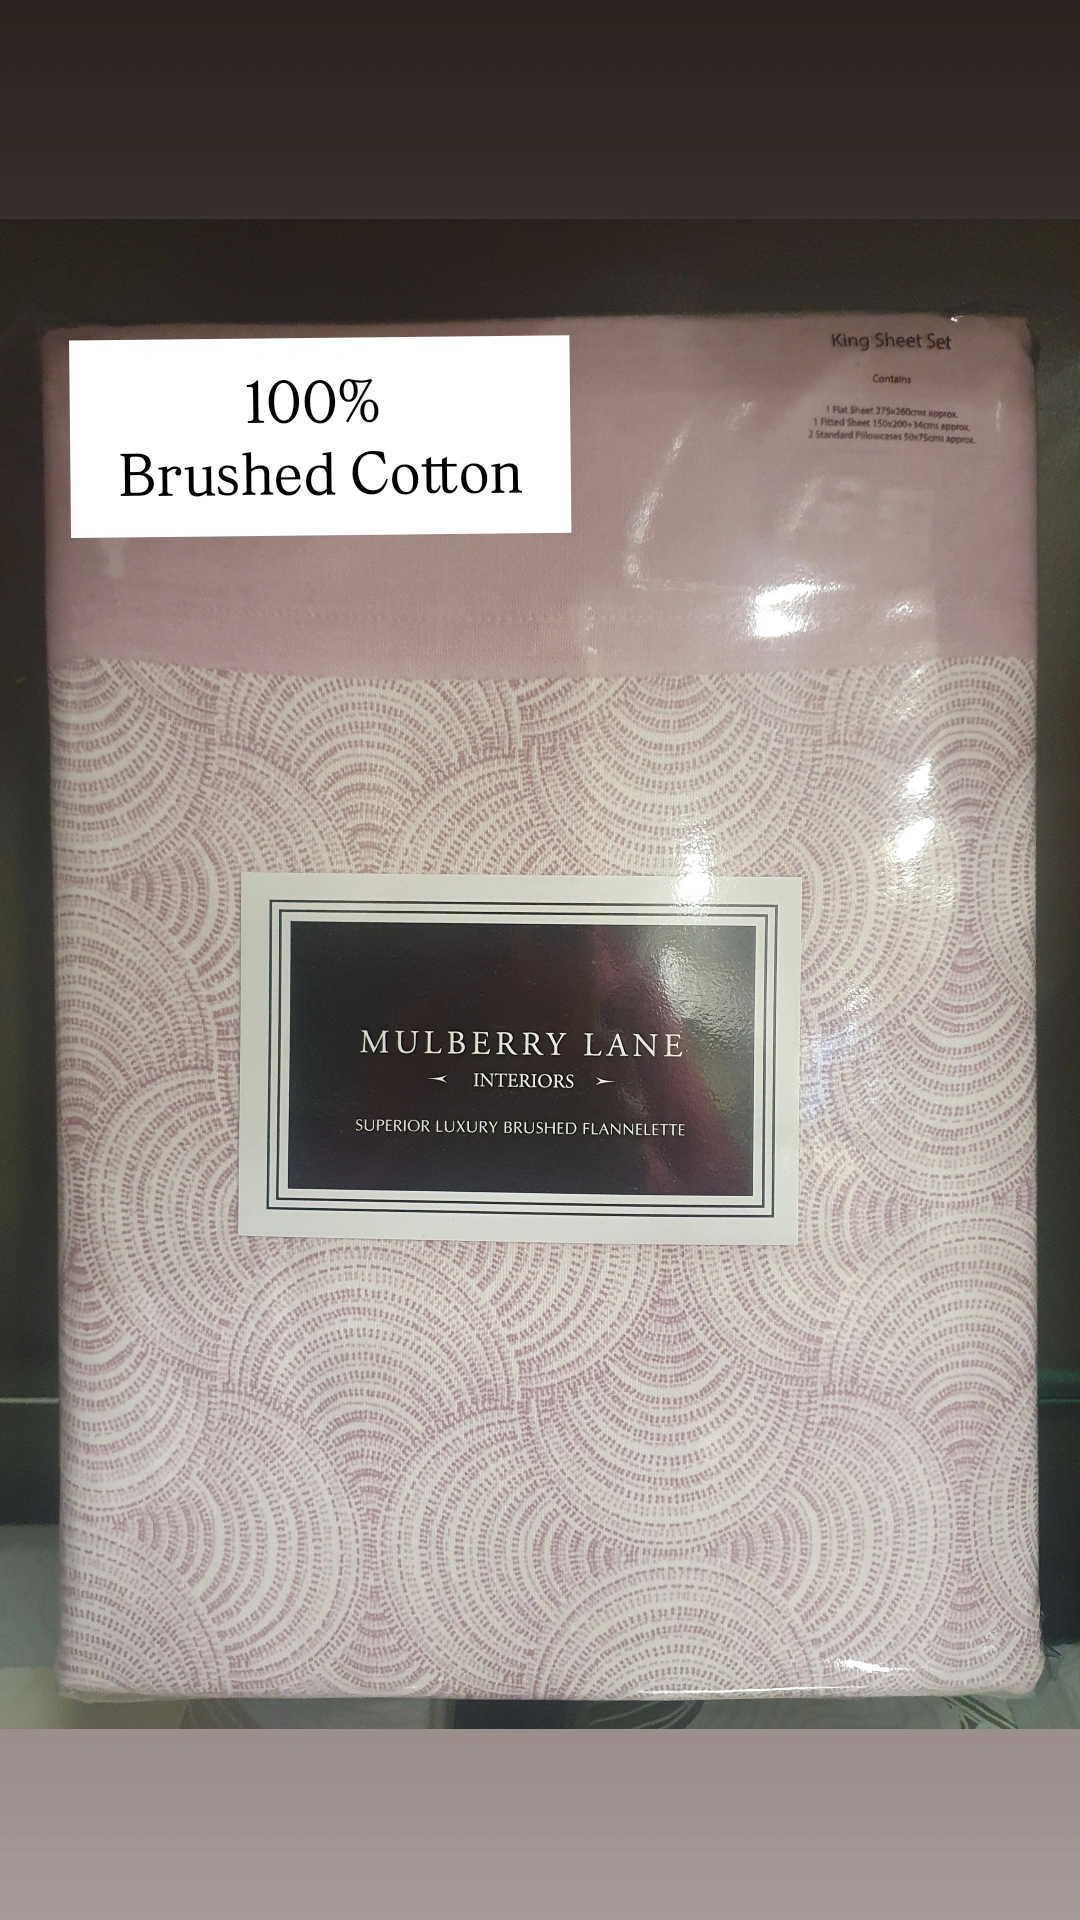 100%
Brushed Cotton
King Sheet Set
Contains
1 Flat Sheet 275x260cms approx.
1 Fitted Sheet 150x200+34cms approx.
2 Standard Pillowcases 50x75cms approx.
MULBERRY LANE
INTERIORS
SUPERIOR LUXURY BRUSHED FLANNELETTE